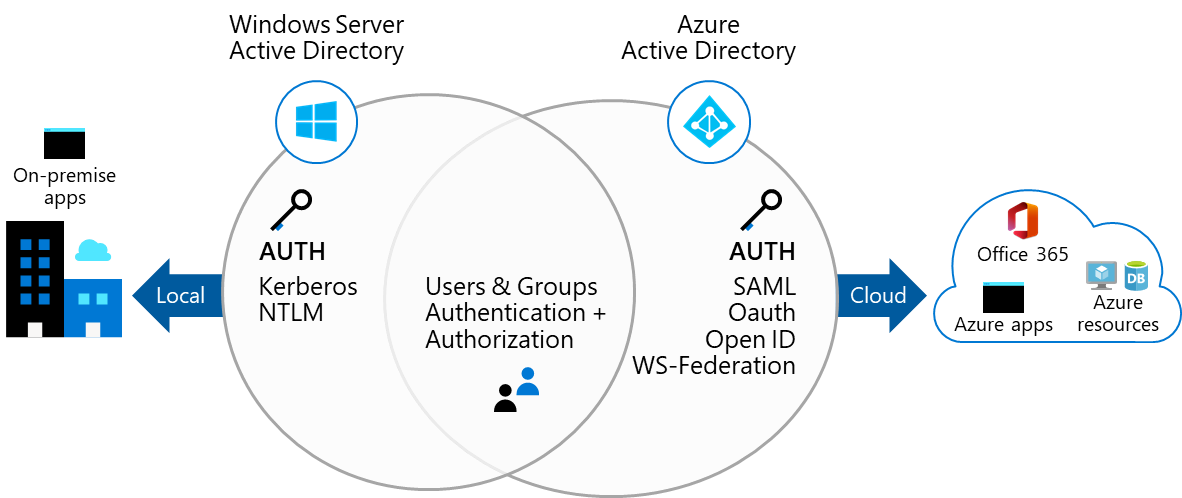 Windows Server
Active Directory
Azure
Active Directory
On-premise
apps
AUTH
Kerberos
NTLM
Local
Users & Groups
Authentication +
Authorization
AUTH
SAML
Oauth
Open ID
WS-Federation
Cloud
Office 365
Azure apps
DB
Azure
resources